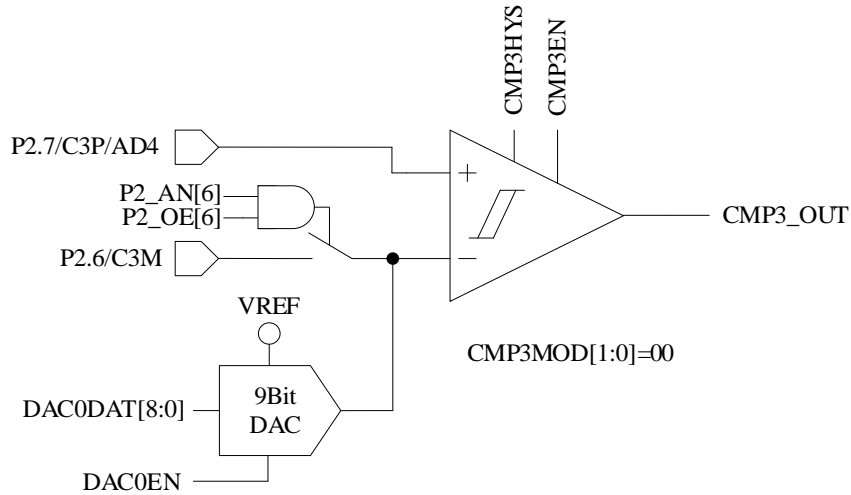 CMP3HYS
CMP3EN
P2.7/C3P/AD4
+
P2_AN[6]
P2_OE[6]
CMP3_OUT
P2.6/C3M
−
VREF
CMP3MOD[1:0]=00
9Bit
DAC
DAC0DAT[8:0]
DAC0EN